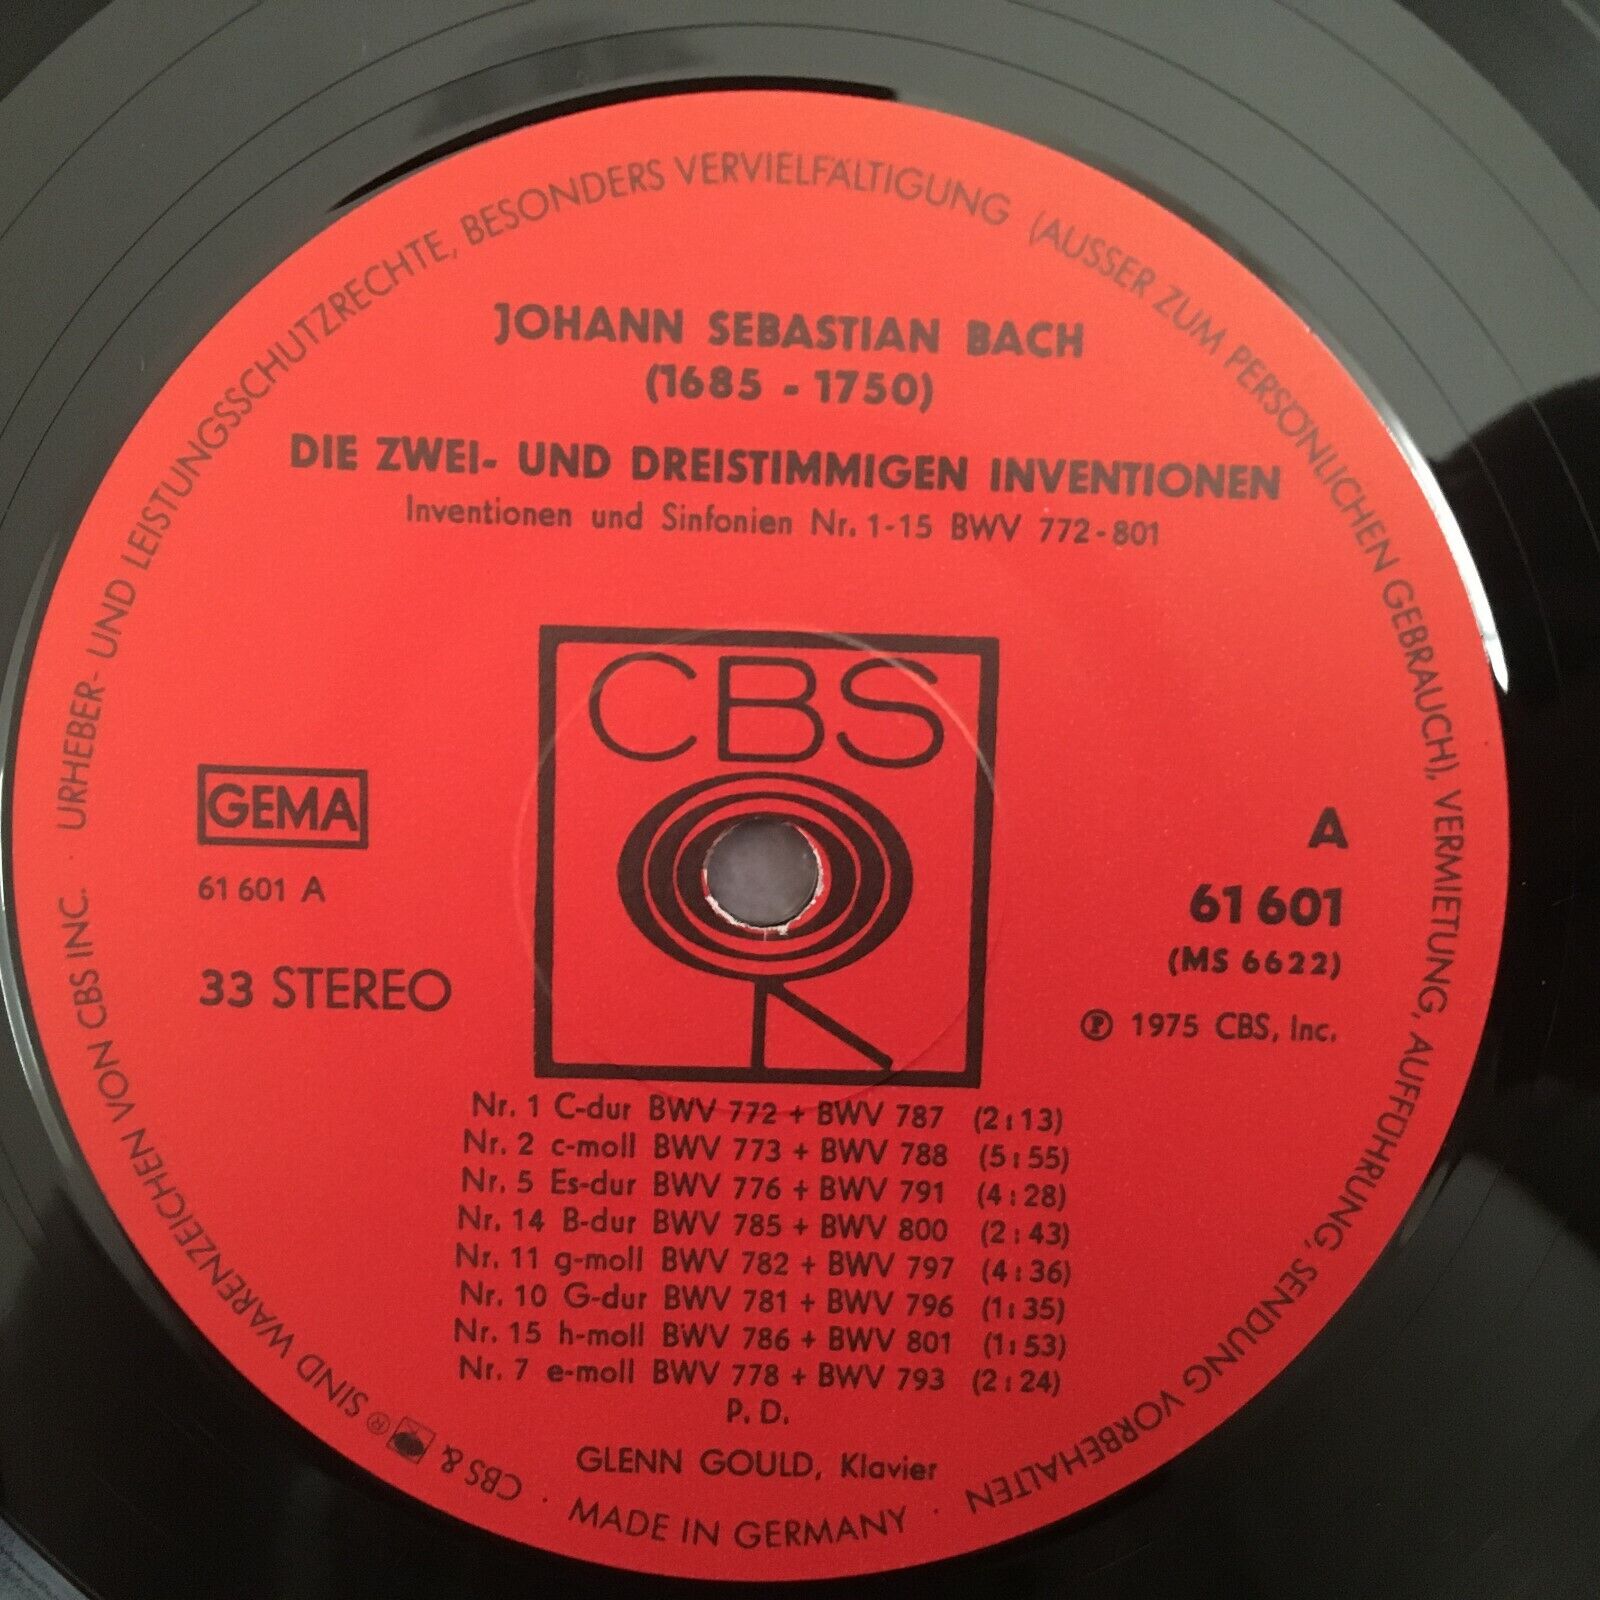 JOHANN SEBASTIAN BACH
(1685 - 1750)
DIE ZWEI- UND DREISTIMMIGEN INVENTIONEN
Inventionen und Sinfonien Nr. 1-15 BWV 772-801
CBS
GEMA
61 601 A
33 STEREO
A
61 601
(MS 6622)
℗ 1975 CBS, Inc.
Nr. 1 C-dur BWV 772 + BWV 787 (2:13)
Nr. 2 c-moll BWV 773 + BWV 788 (5:55)
Nr. 5 Es-dur BWV 776 + BWV 791 (4:28)
Nr. 14 B-dur BWV 785 + BWV 800 (2:43)
Nr. 11 g-moll BWV 782 + BWV 797 (4:36)
Nr. 10 G-dur BWV 781 + BWV 796 (1:35)
Nr. 15 h-moll BWV 786 + BWV 801 (1:53)
Nr. 7 e-moll BWV 778 + BWV 793 (2:24)
P. D.
GLENN GOULD, Klavier
CBS & ® SIND WARENZEICHEN VON CBS INC. · URHEBER- UND LEISTUNGSSCHUTZRECHTE, BESONDERS VERVIELFÄLTIGUNG (AUSSER ZUM PERSÖNLICHEN GEBRAUCH), VERMIETUNG, AUFFÜHRUNG, SENDUNG VORBEHALTEN · MADE IN GERMANY ·